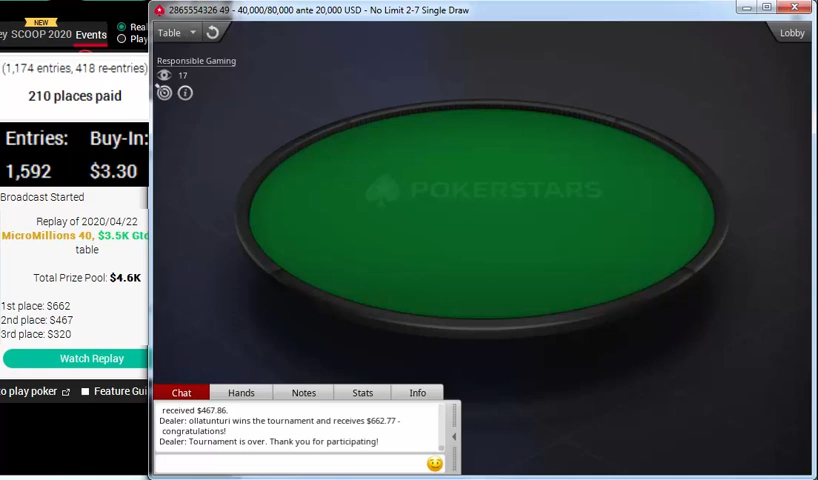 2865554326 49 - 40,000/80,000 ante 20,000 USD - No Limit 2-7 Single Draw
NEW
SCOOP 2020 Events
Real
Play
Table
Lobby
(1,174 entries, 418 re-entries)
210 places paid
Responsible Gaming
17
Entries: Buy-In:
1,592 $3.30
POKERSTARS
Broadcast Started
Replay of 2020/04/22
MicroMillions 40, $3.5K Gt
table
Total Prize Pool: $4.6K
1st place: $662
2nd place: $467
3rd place: $320
Watch Replay
to play poker Feature Gui
Chat Hands Notes Stats Info
received $467.86.
Dealer: ollatunturi wins the tournament and receives $662.77 -
congratulations!
Dealer: Tournament is over. Thank you for participating!